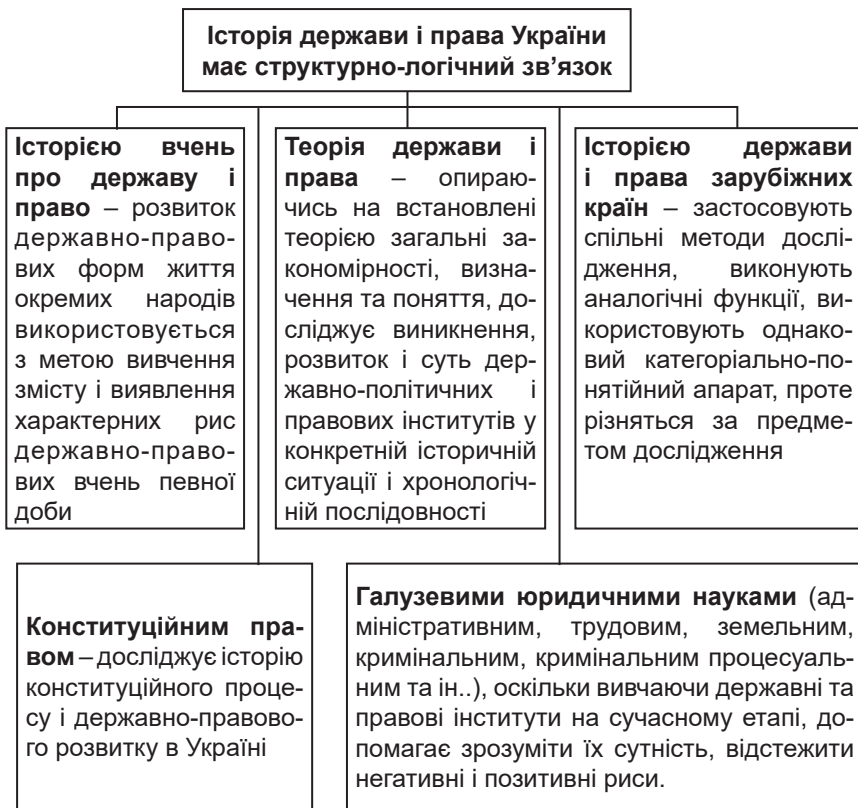 Історія держави і права України
має структурно-логічний зв’язок
Історією вчень
про державу і
право – розвиток
державно-право-
вих форм життя
окремих народів
використовується
з метою вивчення
змісту і виявлення
характерних рис
державно-право-
вих вчень певної
доби
Теорія держави і
права – опираю-
чись на встановлені
теорією загальні за-
кономірності, визна-
чення та поняття, до-
сліджує виникнення,
розвиток і суть дер-
жавно-політичних і
правових інститутів у
конкретній історичній
ситуації і хронологіч-
ній послідовності
Історією держави
і права зарубіжних
країн – застосовують
спільні методи дослі-
дження, виконують
аналогічні функції, ви-
користовують однако-
вий категоріально-по-
нятійний апарат, проте
різняться за предме-
том дослідження
Конституційним пра-
вом – досліджує історію
конституційного проце-
су і державно-правово-
го розвитку в Україні
Галузевими юридичними науками (ад-
міністративним, трудовим, земельним,
кримінальним, кримінальним процесуаль-
ним та ін..), оскільки вивчаючи державні та
правові інститути на сучасному етапі, до-
помагає зрозуміти їх сутність, відстежити
негативні і позитивні риси.